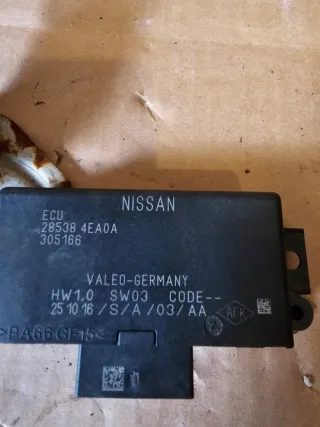 NISSAN
ECU
28538 4EA0A
305166
VALEO-GERMANY
HW1.0 SW03 CODE--
25 10 16 /S/A/03/AA
>PA66 GF15<